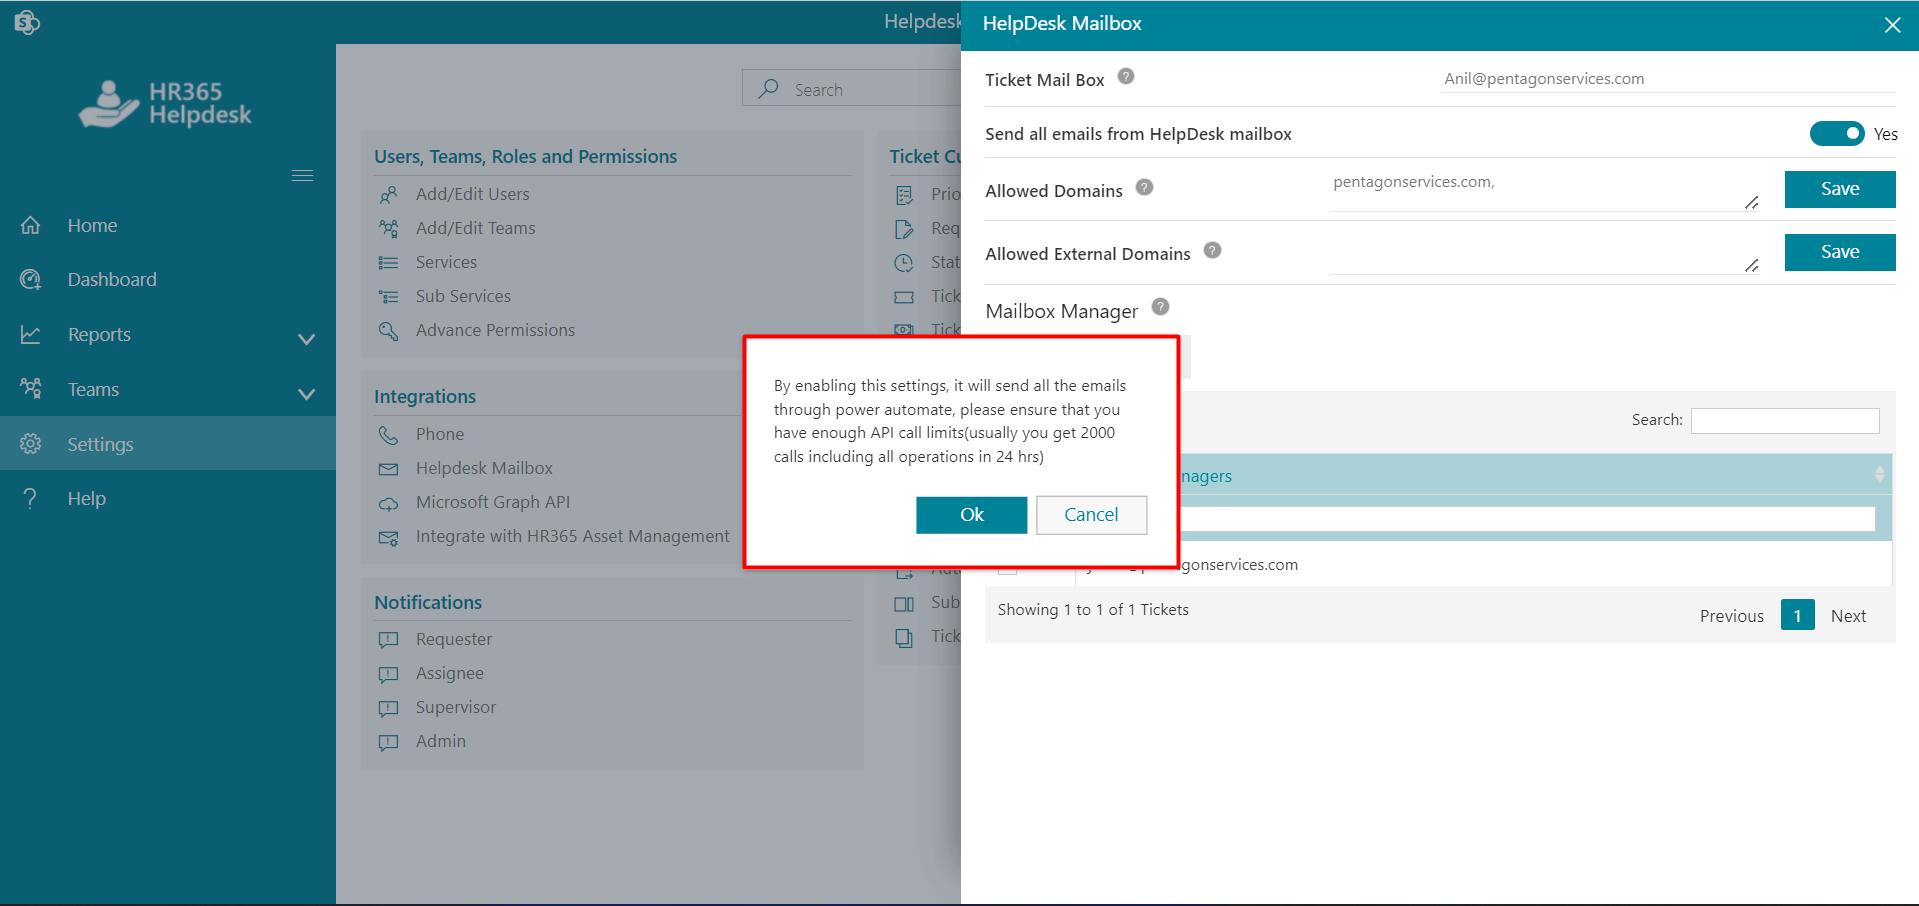 HR365
Helpdesk
Home
Dashboard
Reports
Teams
Settings
Help
Helpdesk
Search
Users, Teams, Roles and Permissions
Add/Edit Users
Add/Edit Teams
Services
Sub Services
Advance Permissions
Integrations
Phone
Helpdesk Mailbox
Microsoft Graph API
Integrate with HR365 Asset Management
Notifications
Requester
Assignee
Supervisor
Admin
Ticket Cu
Prio
Req
Stat
Tick
Tick
Sub
Tick
HelpDesk Mailbox
Ticket Mail Box
Anil@pentagonservices.com
Send all emails from HelpDesk mailbox
Yes
Allowed Domains
pentagonservices.com,
Save
Allowed External Domains
Save
Mailbox Manager
Search:
nagers
gonservices.com
Showing 1 to 1 of 1 Tickets
Previous 1 Next
By enabling this settings, it will send all the emails
through power automate, please ensure that you
have enough API call limits(usually you get 2000
calls including all operations in 24 hrs)
Ok
Cancel